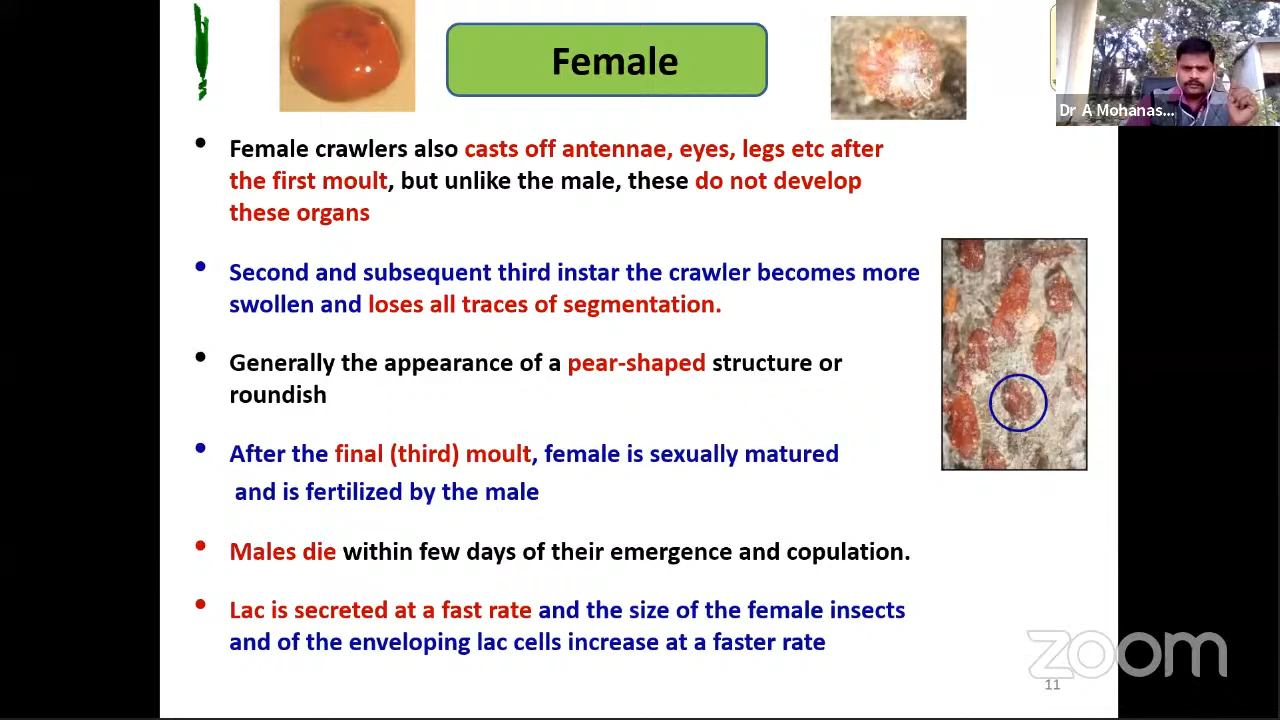 Female
Dr A Mohanas...
• Female crawlers also casts off antennae, eyes, legs etc after
the first moult, but unlike the male, these do not develop
these organs
• Second and subsequent third instar the crawler becomes more
swollen and loses all traces of segmentation.
• Generally the appearance of a pear-shaped structure or
roundish
• After the final (third) moult, female is sexually matured
and is fertilized by the male
• Males die within few days of their emergence and copulation.
• Lac is secreted at a fast rate and the size of the female insects
and of the enveloping lac cells increase at a faster rate
zoom
11